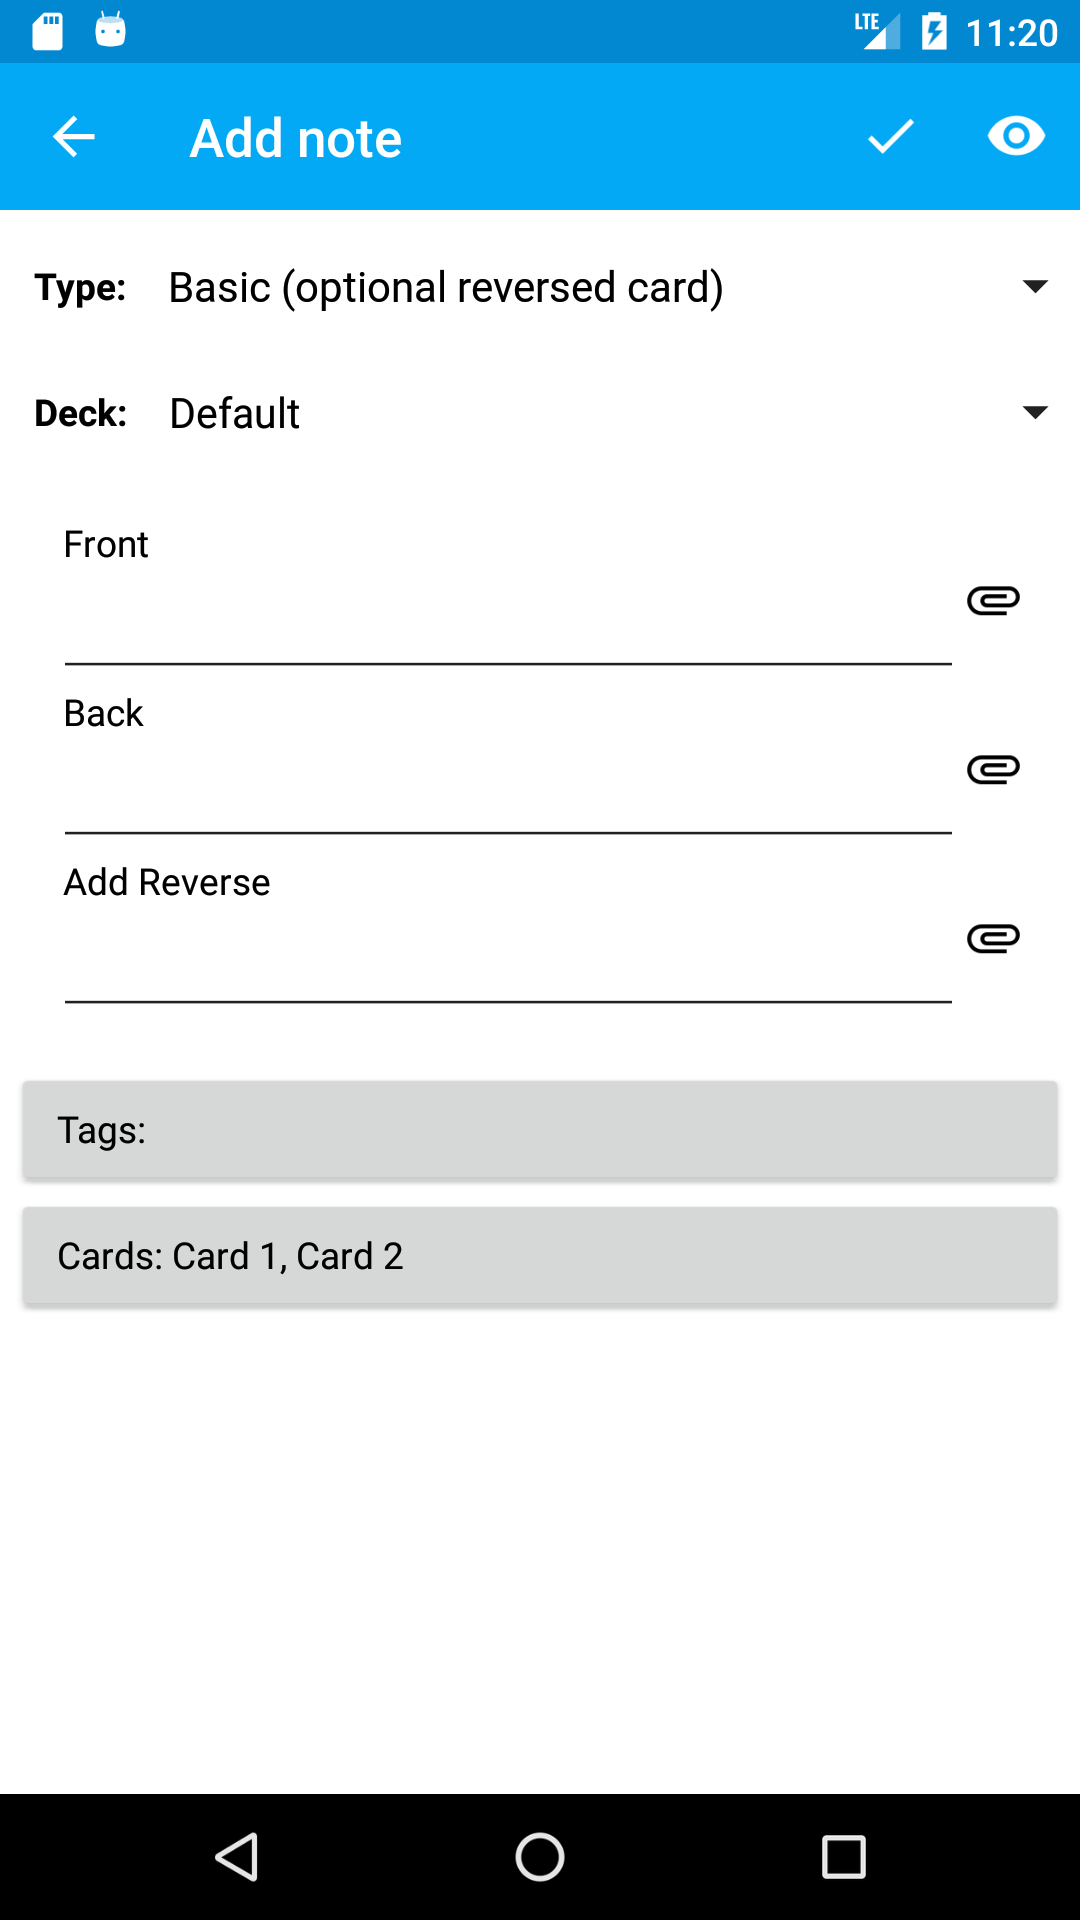 LTE 11:20
Add note
Type: Basic (optional reversed card)
Deck: Default
Front
Back
Add Reverse
Tags:
Cards: Card 1, Card 2